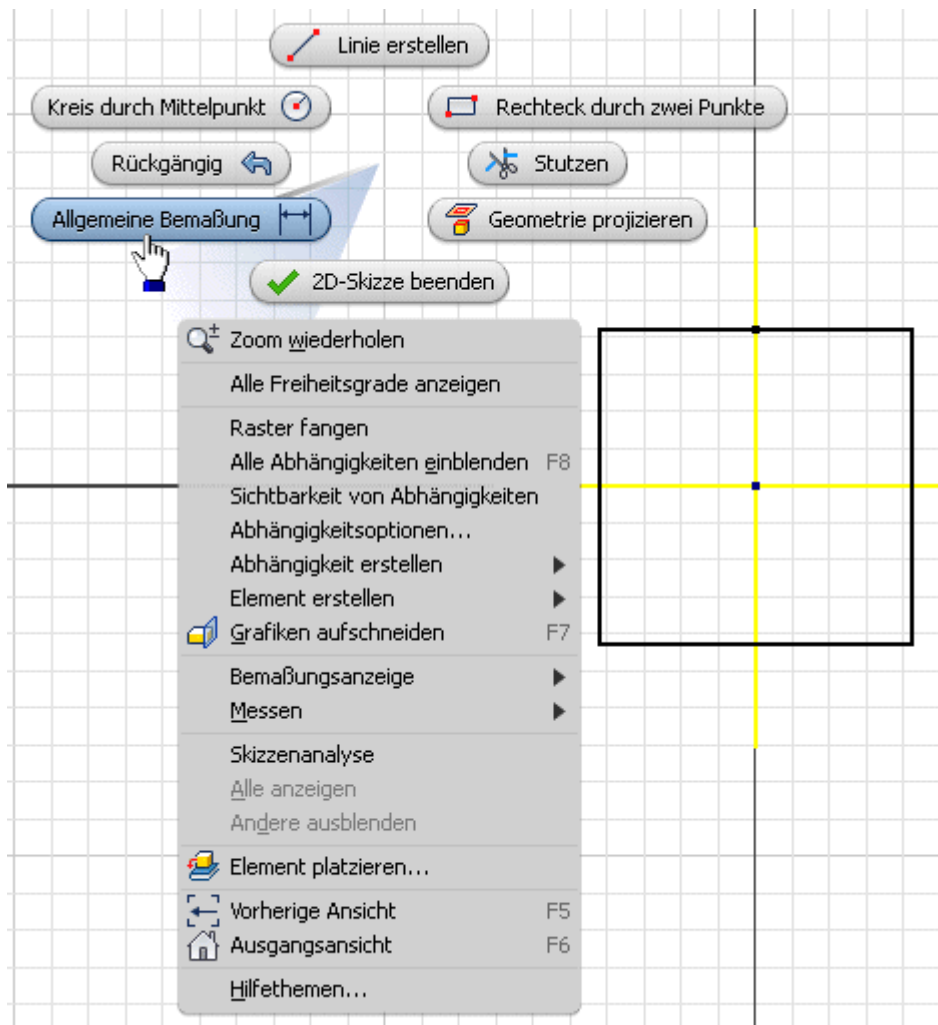 Linie erstellen
Kreis durch Mittelpunkt
Rechteck durch zwei Punkte
Rückgängig
Stutzen
Allgemeine Bemaßung
Geometrie projizieren
2D-Skizze beenden
Zoom wiederholen
Alle Freiheitsgrade anzeigen
Raster fangen
Alle Abhängigkeiten einblenden F8
Sichtbarkeit von Abhängigkeiten
Abhängigkeitsoptionen...
Abhängigkeit erstellen
Element erstellen
Grafiken aufschneiden F7
Bemaßungsanzeige
Messen
Skizzenanalyse
Alle anzeigen
Andere ausblenden
Element platzieren...
Vorherige Ansicht F5
Ausgangsansicht F6
Hilfethemen...